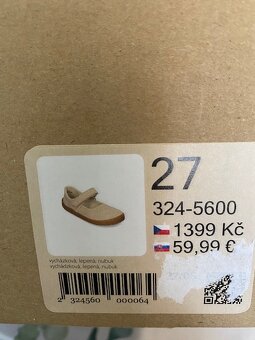 27
324-5600
1399 Kč
59,99 €
vycházková, lepená, nubuk
vychádzková, lepená, nubuk
2 324560 000064